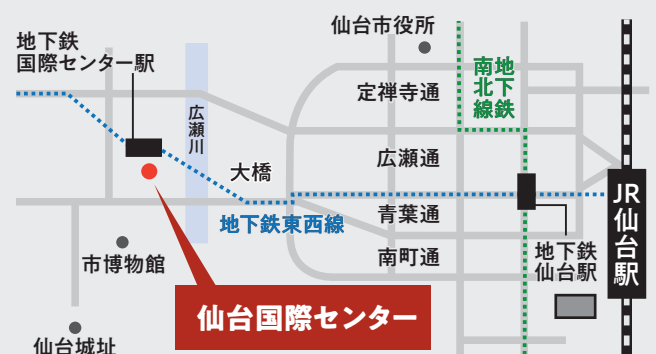 仙台市役所
地下鉄
国際センター駅
地下鉄
南北線
定禅寺通
広瀬川
広瀬通
大橋
JR仙台駅
青葉通
地下鉄東西線
南町通
地下鉄
仙台駅
市博物館
仙台国際センター
仙台城址